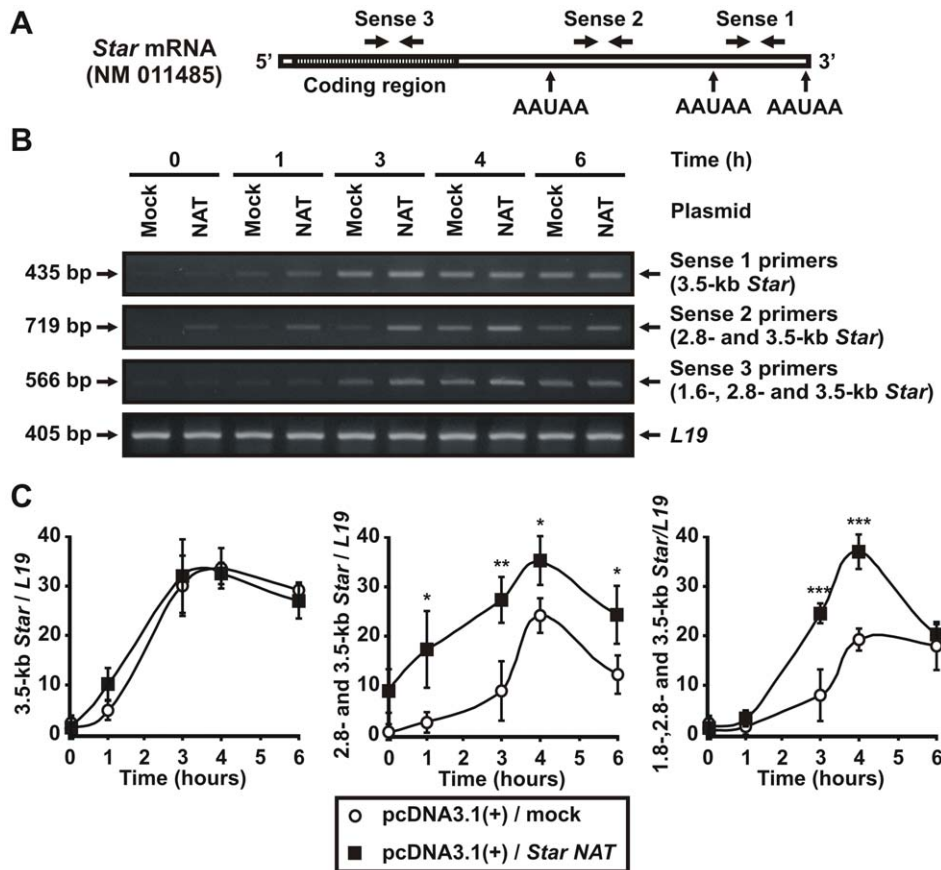 A
Sense 3 Sense 2 Sense 1
Star mRNA
(NM 011485)
5’ 3’
Coding region
AAUAA AAUAA AAUAA
B
0 1 3 4 6 Time (h)
Mock NAT Mock NAT Mock NAT Mock NAT Mock NAT Plasmid
435 bp Sense 1 primers
(3.5-kb Star)
719 bp Sense 2 primers
(2.8- and 3.5-kb Star)
566 bp Sense 3 primers
(1.6-, 2.8- and 3.5-kb Star)
405 bp L19
C
3.5-kb Star / L19
40
30
20
10
0
0 1 2 3 4 5 6
Time (hours)
2.8- and 3.5-kb Star / L19
40
30
20
10
0
* ** * *
0 1 2 3 4 5 6
Time (hours)
1.8-,2.8- and 3.5-kb Star/L19
40
30
20
10
0
*** ***
0 1 2 3 4 5 6
Time (hours)
pcDNA3.1(+) / mock
pcDNA3.1(+) / Star NAT